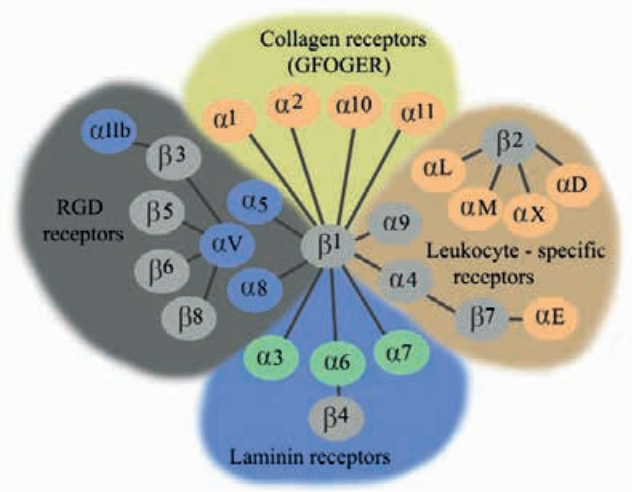 Collagen receptors
(GFOGER)
α1
α2
α10
α11
αIIb
β3
β5
RGD
receptors
αV
β6
β8
α5
α8
β1
α9
α4
β2
αL
αM
αX
αD
Leukocyte - specific
receptors
β7
αE
α3
α6
α7
β4
Laminin receptors